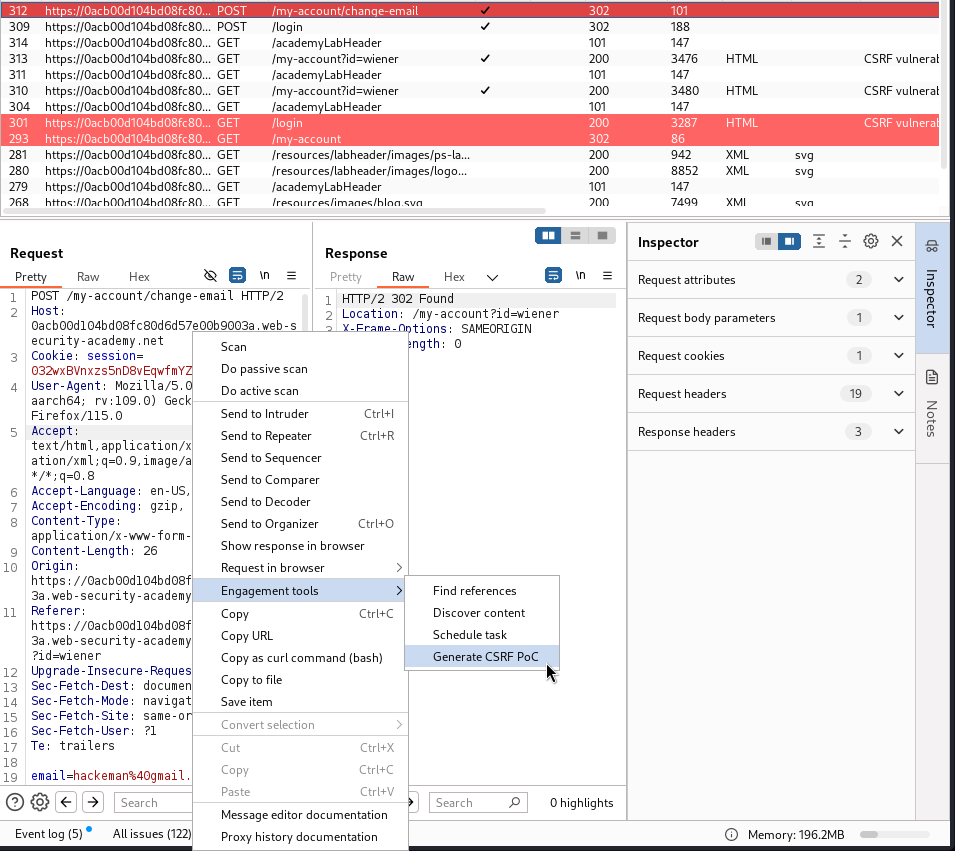 312 https://0acb00d104bd08fc80... POST /my-account/change-email ✓ 302 101
309 https://0acb00d104bd08fc80... POST /login ✓ 302 188
314 https://0acb00d104bd08fc80... GET /academyLabHeader 101 147
313 https://0acb00d104bd08fc80... GET /my-account?id=wiener ✓ 200 3476 HTML CSRF vulnerab
311 https://0acb00d104bd08fc80... GET /academyLabHeader 101 147
310 https://0acb00d104bd08fc80... GET /my-account?id=wiener ✓ 200 3480 HTML CSRF vulnerab
304 https://0acb00d104bd08fc80... GET /academyLabHeader 101 147
301 https://0acb00d104bd08fc80... GET /login 200 3287 HTML CSRF vulnerab
293 https://0acb00d104bd08fc80... GET /my-account 302 86
281 https://0acb00d104bd08fc80... GET /resources/labheader/images/ps-la... 200 942 XML svg
280 https://0acb00d104bd08fc80... GET /resources/labheader/images/logo... 200 8852 XML svg
279 https://0acb00d104bd08fc80... GET /academyLabHeader 101 147
268 https://0acb00d104bd08fc80... GET /resources/images/blog.svg 200 7499 XML svg
Request
Pretty Raw Hex \n
1 POST /my-account/change-email HTTP/2
2 Host:
0acb00d104bd08fc80d6d57e00b9003a.web-s
ecurity-academy.net
3 Cookie: session=
032wxBVnxzs5nD8vEqwfmYZ
4 User-Agent: Mozilla/5.0
aarch64; rv:109.0) Geck
Firefox/115.0
5 Accept:
text/html,application/x
ation/xml;q=0.9,image/a
*/*;q=0.8
6 Accept-Language: en-US,
7 Accept-Encoding: gzip,
8 Content-Type:
application/x-www-form-
9 Content-Length: 26
10 Origin:
https://0acb00d104bd08f
3a.web-security-academy
11 Referer:
https://0acb00d104bd08f
3a.web-security-academy
?id=wiener
12 Upgrade-Insecure-Reques
13 Sec-Fetch-Dest: documen
14 Sec-Fetch-Mode: navigat
15 Sec-Fetch-Site: same-or
16 Sec-Fetch-User: ?1
17 Te: trailers
18
19 email=hackeman%40gmail.
Response
Pretty Raw Hex \n
1 HTTP/2 302 Found
2 Location: /my-account?id=wiener
X-Frame-Options: SAMEORIGIN
ength: 0
Scan
Do passive scan
Do active scan
Send to Intruder Ctrl+I
Send to Repeater Ctrl+R
Send to Sequencer
Send to Comparer
Send to Decoder
Send to Organizer Ctrl+O
Show response in browser
Request in browser
Engagement tools
Copy Ctrl+C
Copy URL
Copy as curl command (bash)
Copy to file
Save item
Convert selection
Cut Ctrl+X
Copy Ctrl+C
Paste Ctrl+V
Message editor documentation
Proxy history documentation
Find references
Discover content
Schedule task
Generate CSRF PoC
Inspector
Request attributes 2
Request body parameters 1
Request cookies 1
Request headers 19
Response headers 3
Inspector
Notes
Search
Search
0 highlights
Event log (5) All issues (122)
Memory: 196.2MB